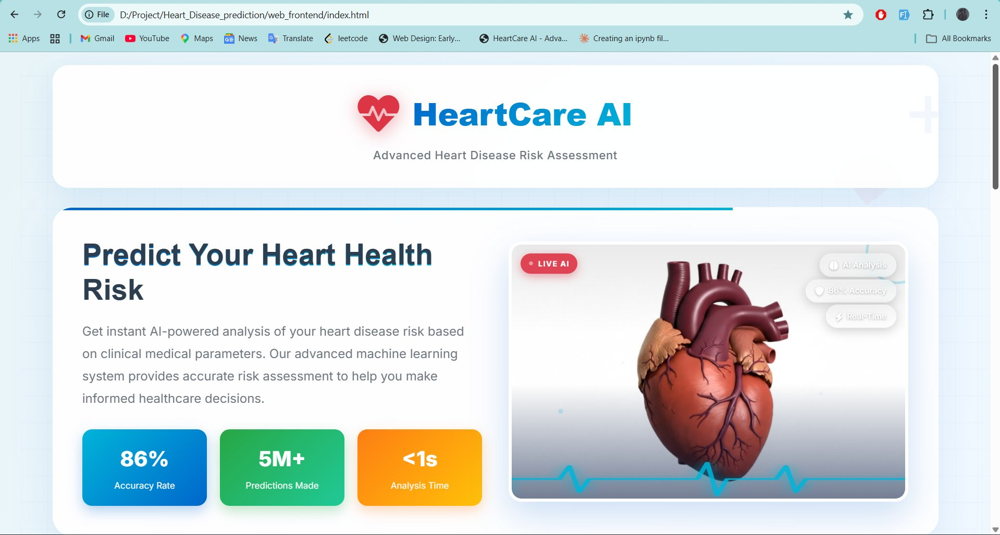 File
D:/Project/Heart_Disease_prediction/web_frontend/index.html
Apps
Gmail
YouTube
Maps
News
Translate
leetcode
Web Design: Early...
HeartCare AI - Adva...
Creating an ipynb fil...
All Bookmarks
HeartCare AI
Advanced Heart Disease Risk Assessment
Predict Your Heart Health
Risk
Get instant AI-powered analysis of your heart disease risk based
on clinical medical parameters. Our advanced machine learning
system provides accurate risk assessment to help you make
informed healthcare decisions.
86%
Accuracy Rate
5M+
Predictions Made
<1s
Analysis Time
LIVE AI
AI Analysis
86% Accuracy
Real-Time